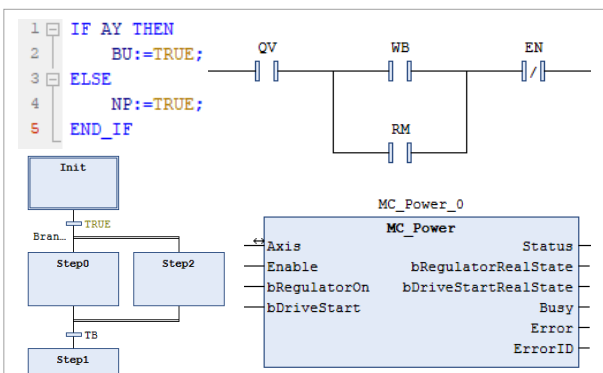 1 IF AY THEN
2 BU:=TRUE;
3 ELSE
4 NP:=TRUE;
5 END_IF
QV WB EN
/
RM
Init
TRUE
Bran...
Step0 Step2
TB
Step1
MC_Power_0
MC_Power
Axis Status
Enable bRegulatorRealState
bRegulatorOn bDriveStartRealState
bDriveStart Busy
Error
ErrorID